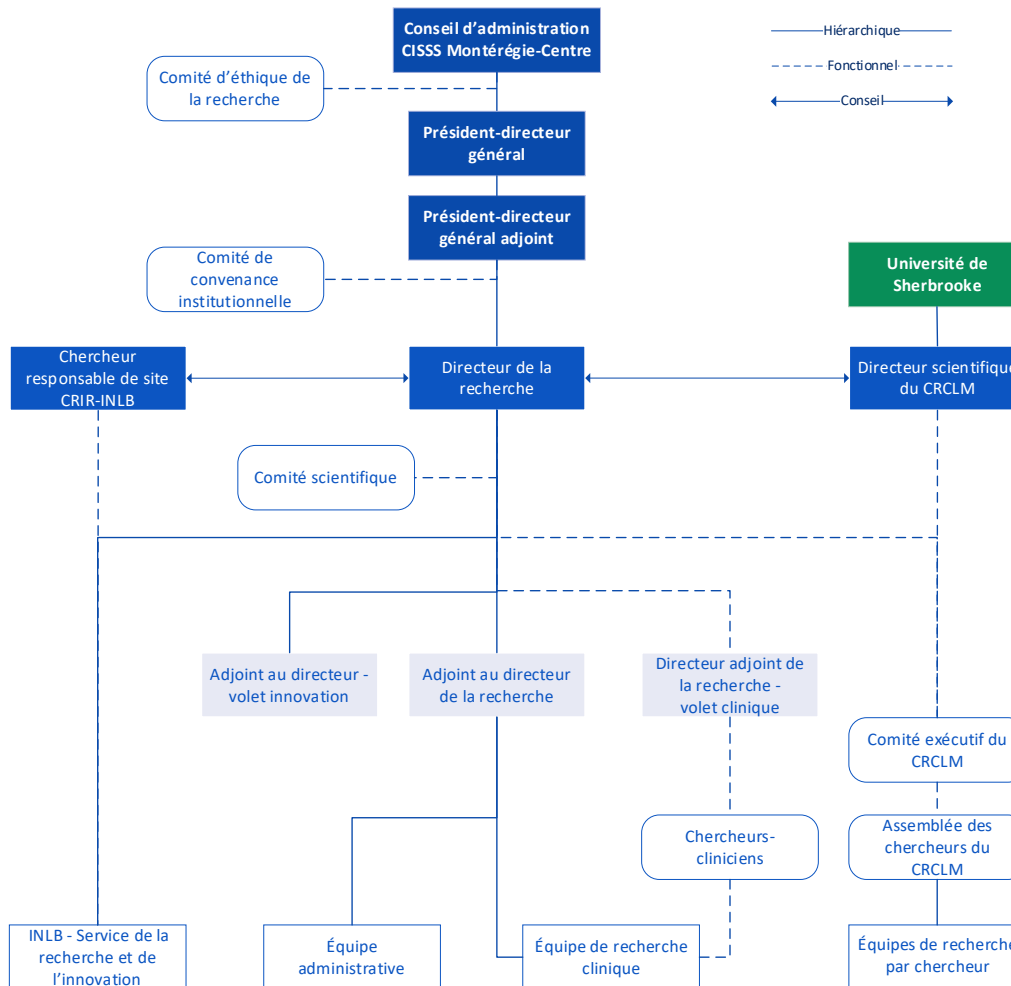 Conseil d'administration
CISSS Montérégie-Centre
Hiérarchique
Fonctionnel
Conseil
Comité d'éthique de
la recherche
Président-directeur
général
Président-directeur
général adjoint
Comité de
convenance
institutionnelle
Université de
Sherbrooke
Chercheur
responsable de site
CRIR-INLB
Directeur de la
recherche
Directeur scientifique
du CRCLM
Comité scientifique
Adjoint au directeur -
volet innovation
Adjoint au directeur
de la recherche
Directeur adjoint de
la recherche -
volet clinique
Comité exécutif du
CRCLM
Chercheurs-
cliniciens
Assemblée des
chercheurs du
CRCLM
INLB - Service de la
recherche et de
l'innovation
Équipe
administrative
Équipe de recherche
clinique
Équipes de recherche
par chercheur